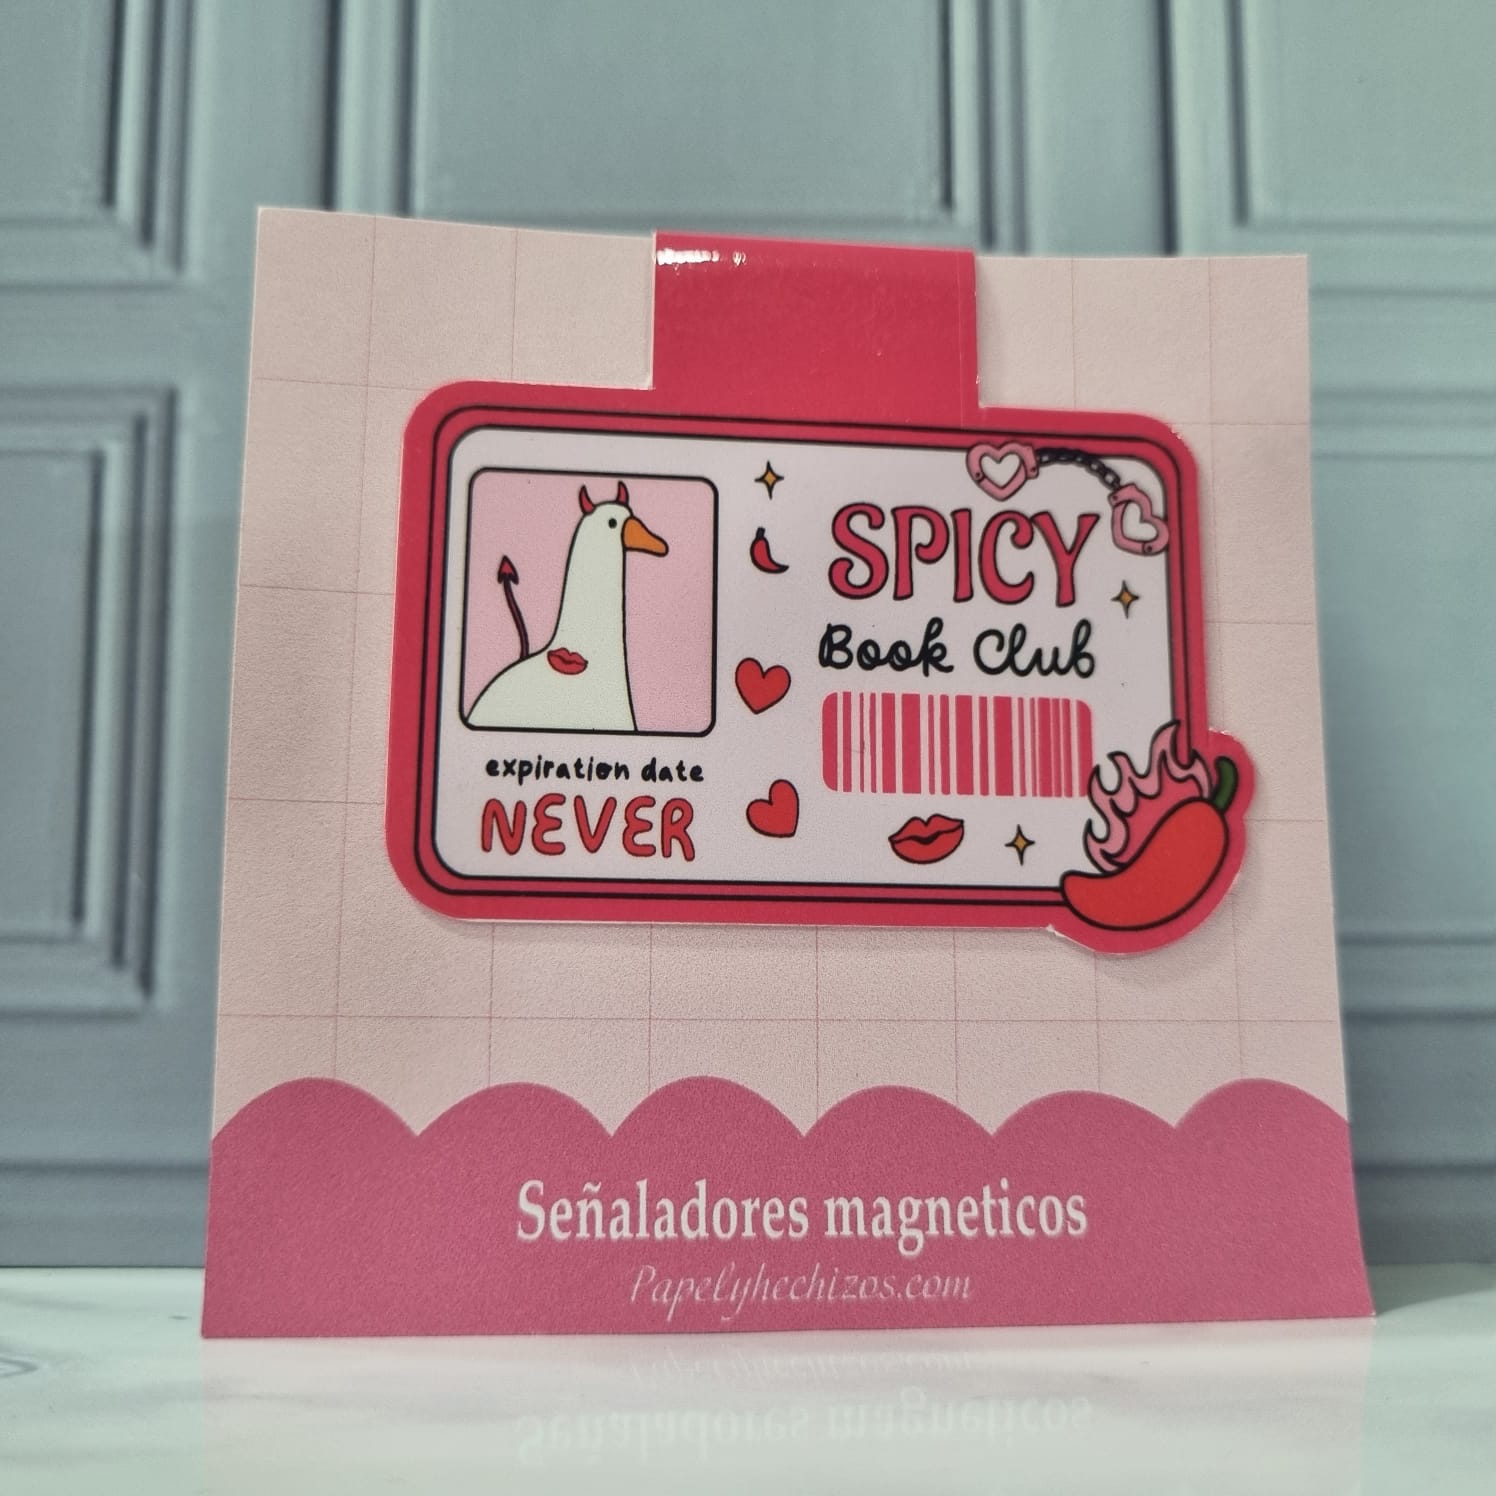 SPICY
Book Club
expiration date
NEVER
Señaladores magneticos
Papelyhechizos.com